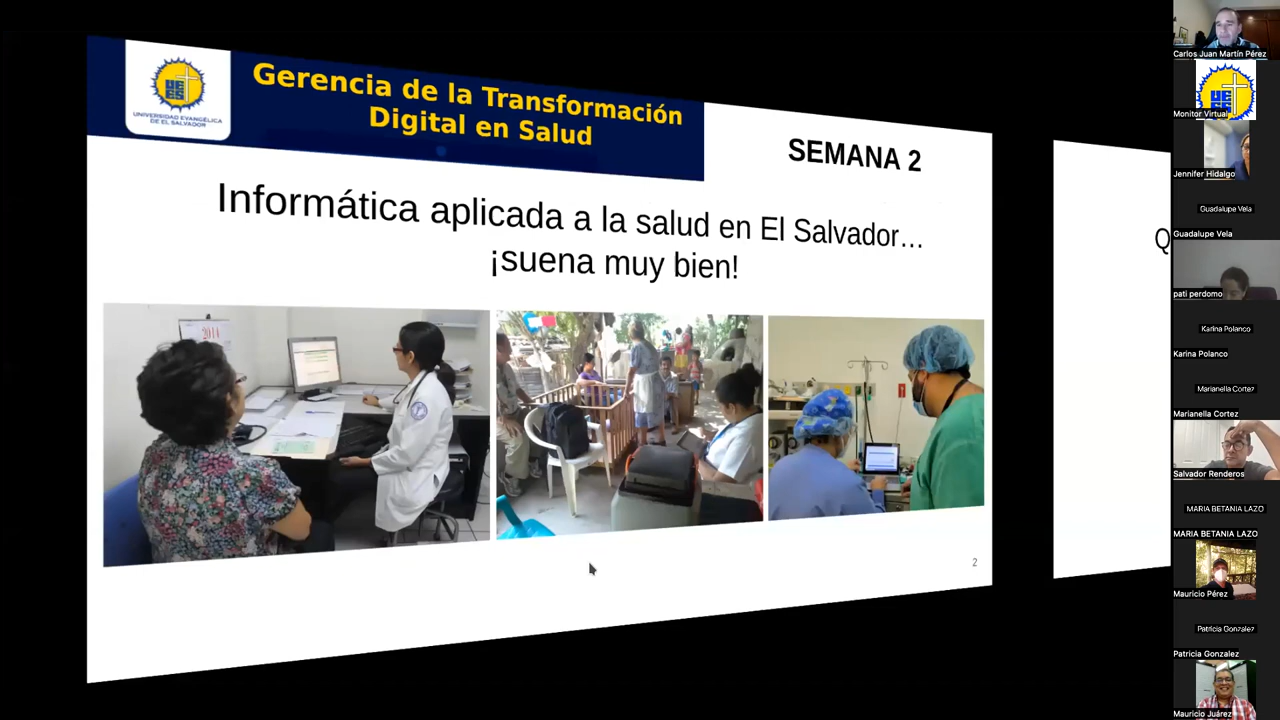 UEES
UNIVERSIDAD EVANGÉLICA
DE EL SALVADOR
Gerencia de la Transformación
Digital en Salud
SEMANA 2
Informática aplicada a la salud en El Salvador...
¡suena muy bien!
2014
2
Q
Carlos Juan Martín Pérez
UEES
Monitor Virtual
Jennifer Hidalgo
Guadalupe Vela
Guadalupe Vela
pati perdomo
Karina Polanco
Karina Polanco
Marianella Cortez
Marianella Cortez
Salvador Renderos
MARIA BETANIA LAZO
MARIA BETANIA LAZO
Mauricio Pérez
Patricia Gonzalez
Patricia Gonzalez
Mauricio Juárez